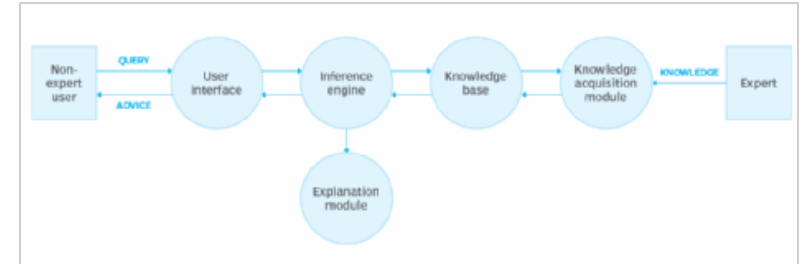 QUERY
Non-
expert
user
ADVICE
User
interface
Inference
engine
Knowledge
base
Knowledge
acquisition
module
KNOWLEDGE
Expert
Explanation
module